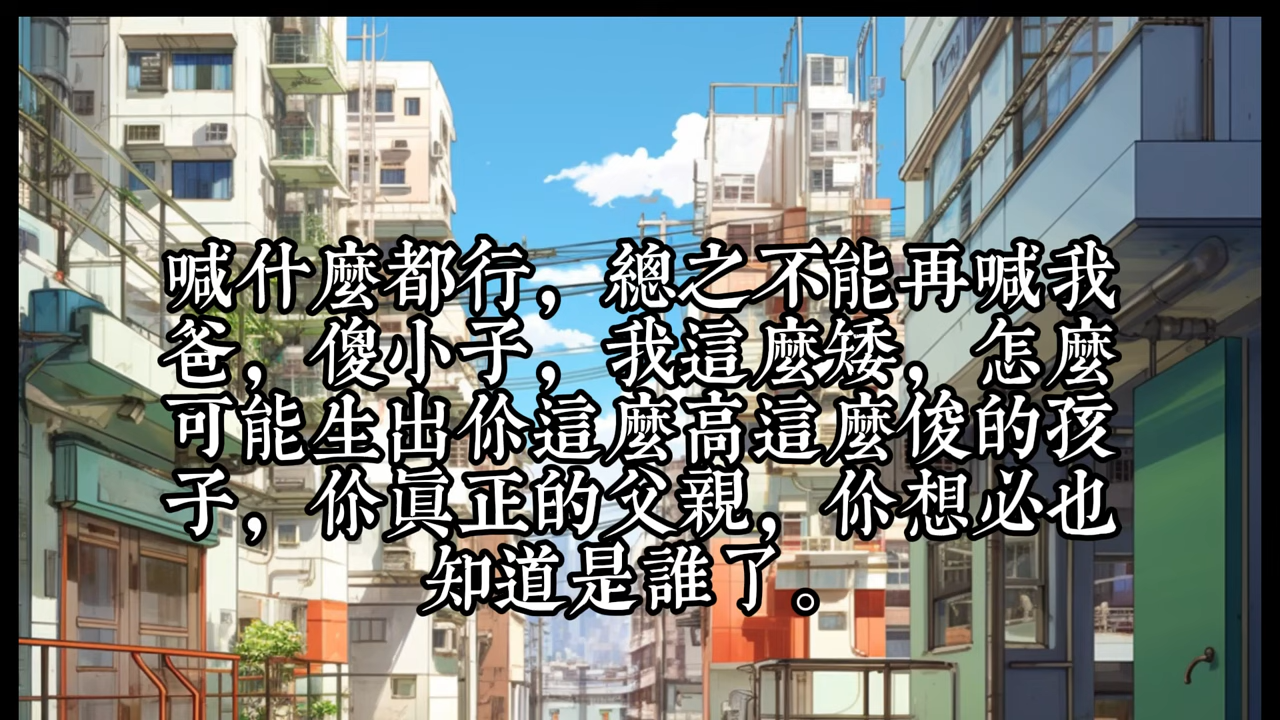 喊什麼都行，總之不能再喊我
爸，傻小子，我這麼矮，怎麼
可能生出你這麼高這麼俊的孩
子，你眞正的父親，你想必也
知道是誰了。